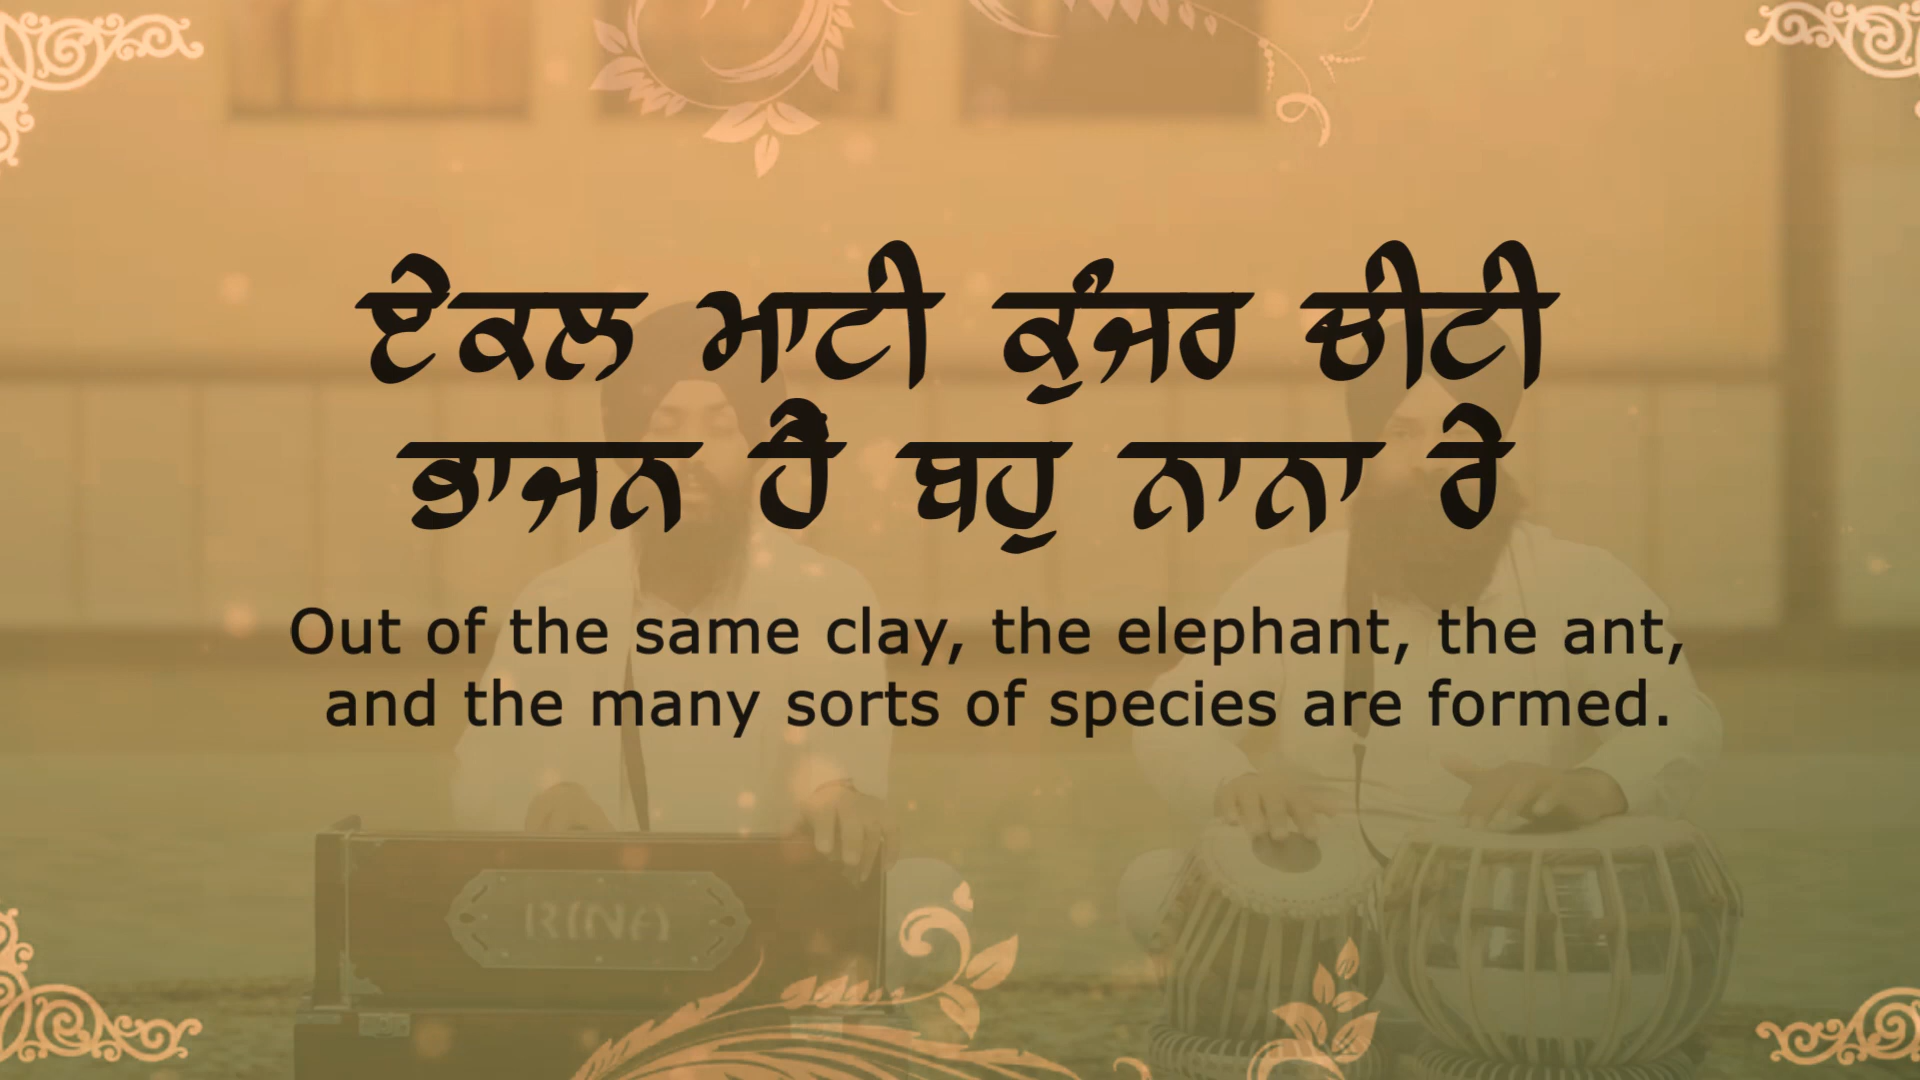 ਏਕਲ ਮਾਟੀ ਕੁੰਜਰ ਚੀਟੀ
ਭਾਜਨ ਹੈਂ ਬਹੁ ਨਾਨਾ ਰੇ
Out of the same clay, the elephant, the ant,
and the many sorts of species are formed.
RINA